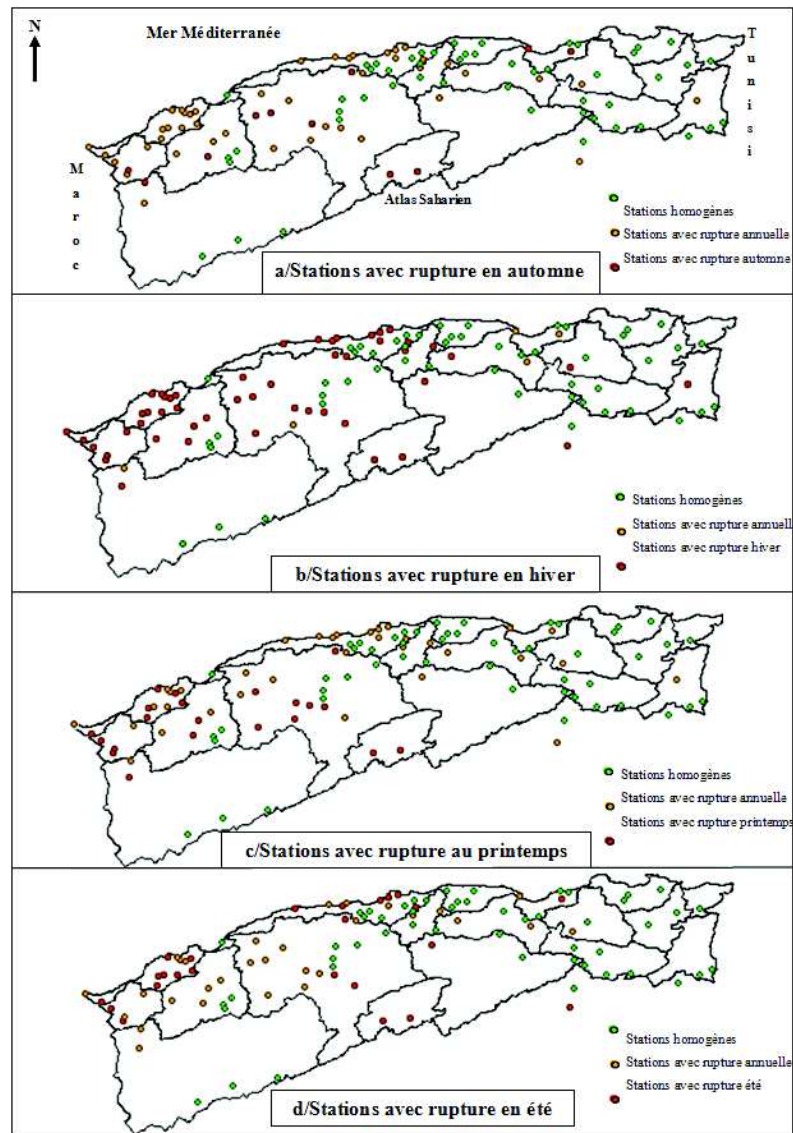 N
Mer Méditerranée
Tunisi
Maroc
Atlas Saharien
Stations homogènes
Stations avec rupture annuelle
Stations avec rupture automne
a/Stations avec rupture en automne
Stations homogènes
Stations avec rupture annuell
Stations avec rupture hiver
b/Stations avec rupture en hiver
Stations homogènes
Stations avec rupture annuelle
Stations avec rupture printemps
c/Stations avec rupture au printemps
Stations homogènes
Stations avec rupture annuelle
Stations avec rupture été
d/Stations avec rupture en été